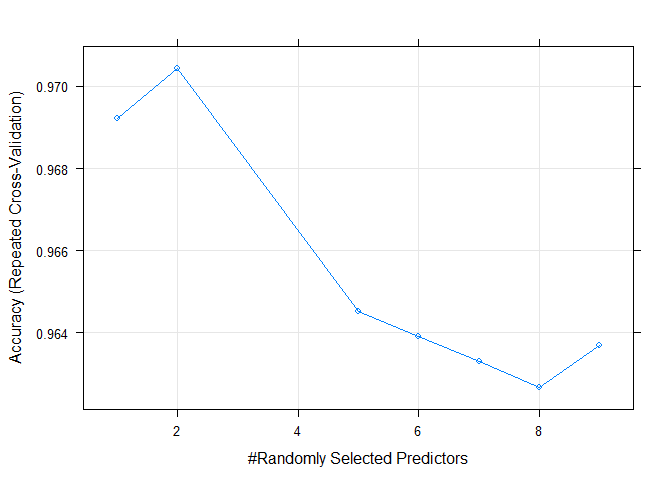 Accuracy (Repeated Cross-Validation)
0.970
0.968
0.966
0.964
2 4 6 8
#Randomly Selected Predictors